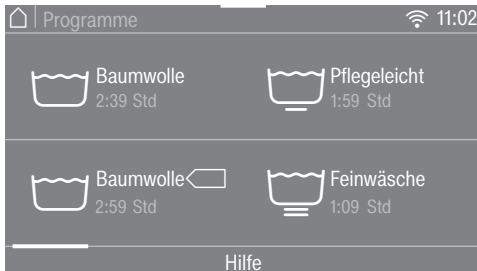 Programme 11:02
Baumwolle Pflegeleicht
2:39 Std 1:59 Std
Baumwolle Feinwäsche
2:59 Std 1:09 Std
Hilfe